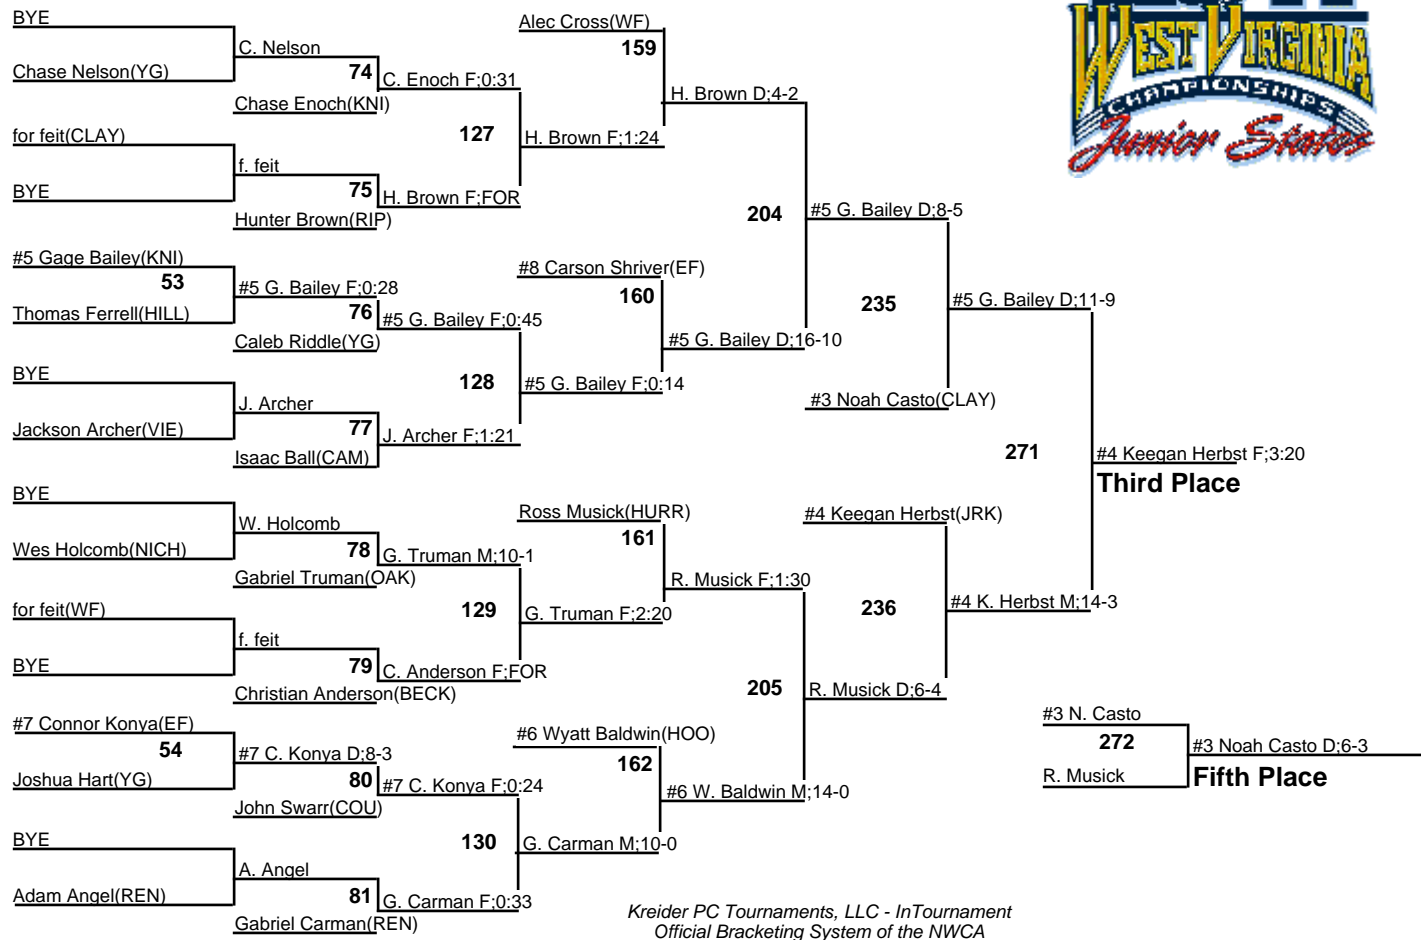 BYE
Chase Nelson(YG)
C. Nelson
74
Chase Enoch(KNI)
C. Enoch F;0:31
for feit(CLAY)
BYE
f. feit
75
Hunter Brown(RIP)
H. Brown F;FOR
127
Alec Cross(WF)
159
H. Brown F;1:24
H. Brown D;4-2
#5 Gage Bailey(KNI)
53
Thomas Ferrell(HILL)
#5 G. Bailey F;0:28
76
Caleb Riddle(YG)
#5 G. Bailey F;0:45
BYE
Jackson Archer(VIE)
J. Archer
77
Isaac Ball(CAM)
J. Archer F;1:21
128
#8 Carson Shriver(EF)
160
#5 G. Bailey F;0:14
#5 G. Bailey D;16-10
204
#5 G. Bailey D;8-5
235
#3 Noah Casto(CLAY)
#5 G. Bailey D;11-9
BYE
Wes Holcomb(NICH)
W. Holcomb
78
Gabriel Truman(OAK)
G. Truman M;10-1
for feit(WF)
BYE
f. feit
79
Christian Anderson(BECK)
C. Anderson F;FOR
129
Ross Musick(HURR)
161
G. Truman F;2:20
R. Musick F;1:30
#7 Connor Konya(EF)
54
Joshua Hart(YG)
#7 C. Konya D;8-3
80
John Swarr(COU)
#7 C. Konya F;0:24
BYE
Adam Angel(REN)
A. Angel
81
Gabriel Carman(REN)
G. Carman F;0:33
130
#6 Wyatt Baldwin(HOO)
162
G. Carman M;10-0
#6 W. Baldwin M;14-0
205
#4 Keegan Herbst(JRK)
236
R. Musick D;6-4
#4 K. Herbst M;14-3
271
#4 Keegan Herbst F;3:20
Third Place
#3 N. Casto
272
R. Musick
#3 Noah Casto D;6-3
Fifth Place
WEST VIRGINIA
CHAMPIONSHIPS
Junior States
Kreider PC Tournaments, LLC - InTournament
Official Bracketing System of the NWCA